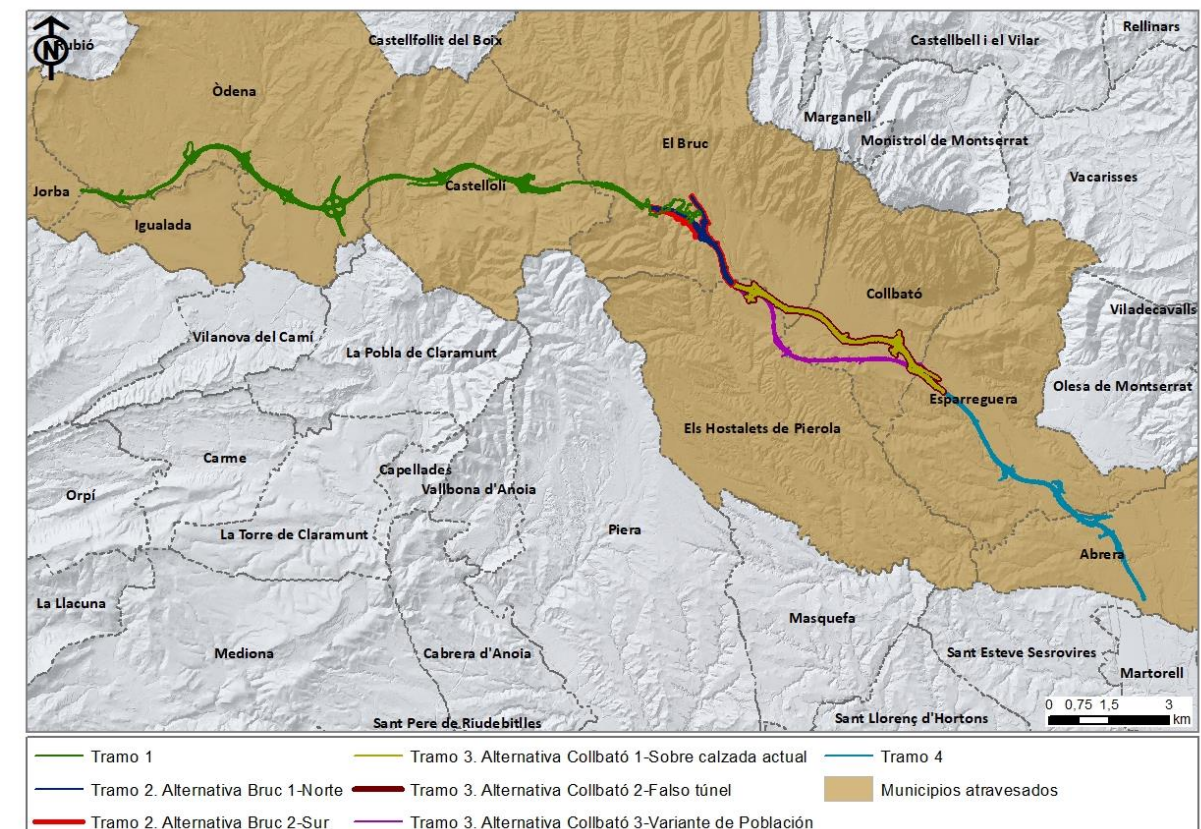 N
Rubió
Castellfollit del Boix
Castellbell i el Vilar
Rellinars
Òdena
Marganell
El Bruc
Monistrol de Montserrat
Vacarisses
Jorba
Castellolí
Igualada
Collbató
Viladecavalls
Vilanova del Camí
La Pobla de Claramunt
Olesa de Montserrat
Esparreguera
Els Hostalets de Pierola
Carme
Capellades
Vallbona d'Anoia
Orpí
Piera
La Torre de Claramunt
Abrera
La Llacuna
Masquefa
Mediona
Cabrera d'Anoia
Sant Esteve Sesrovires
Martorell
Sant Pere de Riudebitlles
Sant Llorenç d'Hortons
0 0,75 1,5 3
km
Tramo 1
Tramo 3. Alternativa Collbató 1-Sobre calzada actual
Tramo 4
Tramo 2. Alternativa Bruc 1-Norte
Tramo 3. Alternativa Collbató 2-Falso túnel
Municipios atravesados
Tramo 2. Alternativa Bruc 2-Sur
Tramo 3. Alternativa Collbató 3-Variante de Población